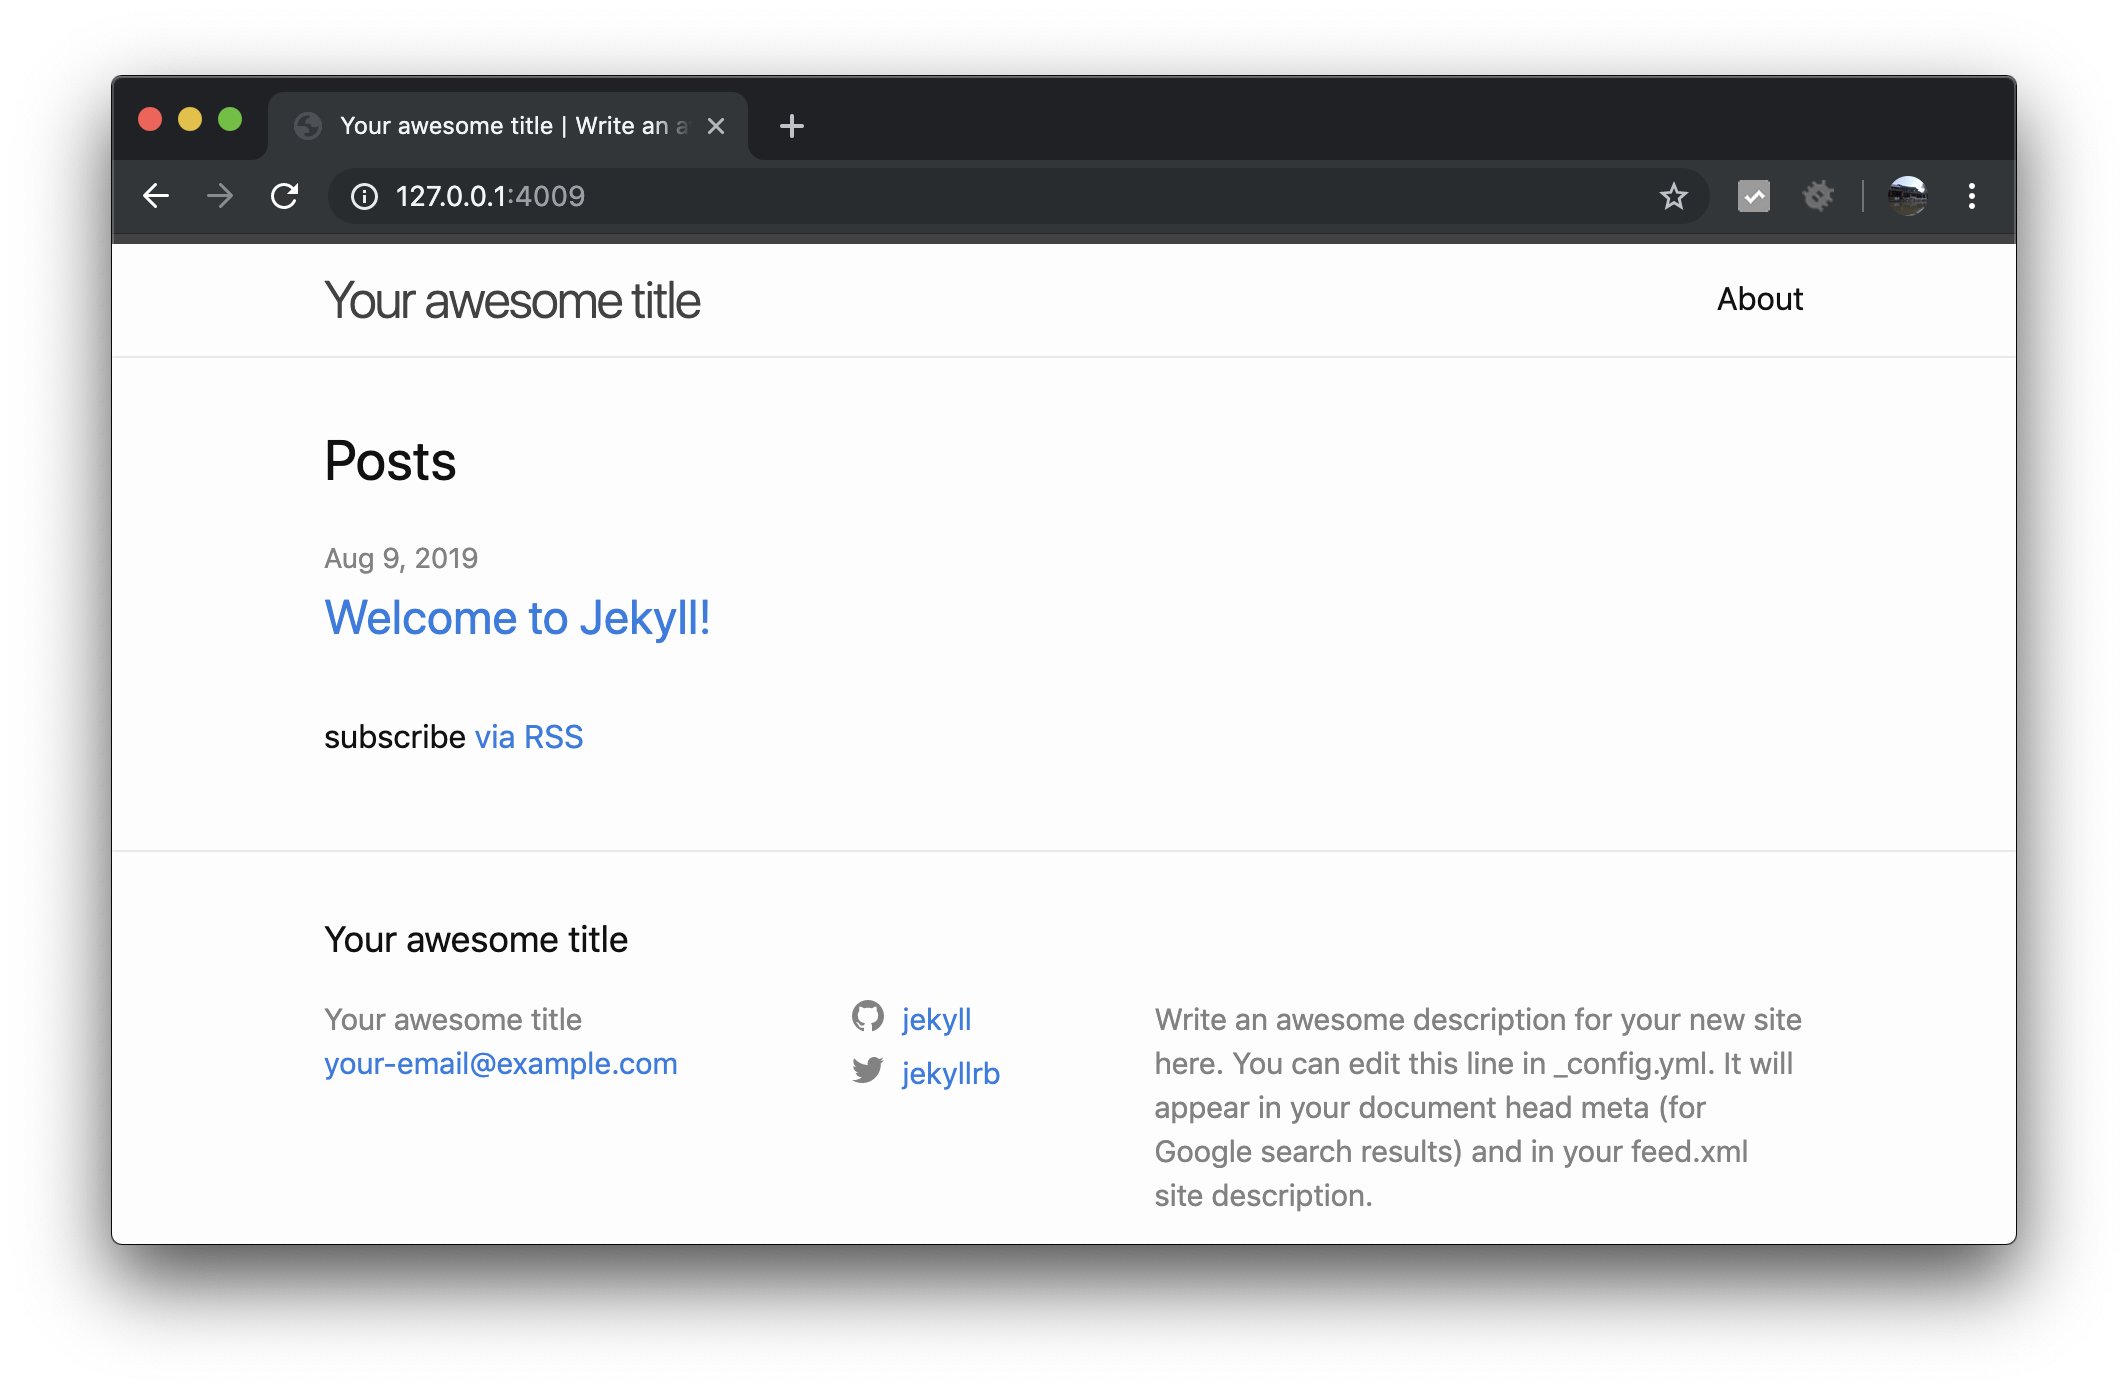 Your awesome title | Write an a
127.0.0.1:4009
Your awesome title
About
Posts
Aug 9, 2019
Welcome to Jekyll!
subscribe via RSS
Your awesome title
Your awesome title
your-email@example.com
jekyll
jekyllrb
Write an awesome description for your new site
here. You can edit this line in _config.yml. It will
appear in your document head meta (for
Google search results) and in your feed.xml
site description.